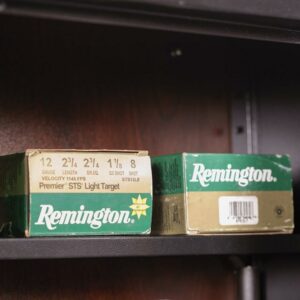 12 2¾ 2¾ 1⅛ 8
GAUGE LENGTH DR.EQ. OZ.SHOT SHOT
VELOCITY 1145 FPS
Premier STS Light Target
Remington.
Remington.